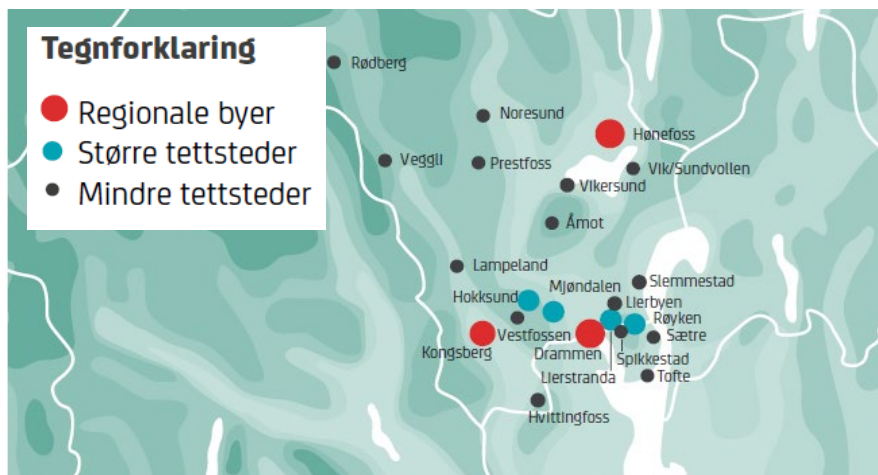 Tegnforklaring
Regionale byer
Større tettsteder
Mindre tettsteder
Rødberg
Noresund
Hønefoss
Veggli
Prestfoss
Vik/Sundvollen
Vikersund
Åmot
Lampeland
Slemmestad
Mjøndalen
Hokksund
Lierbyen
Røyken
Vestfossen
Sætre
Kongsberg
Drammen
Spikkestad
Lierstranda
Tofte
Hvittingfoss